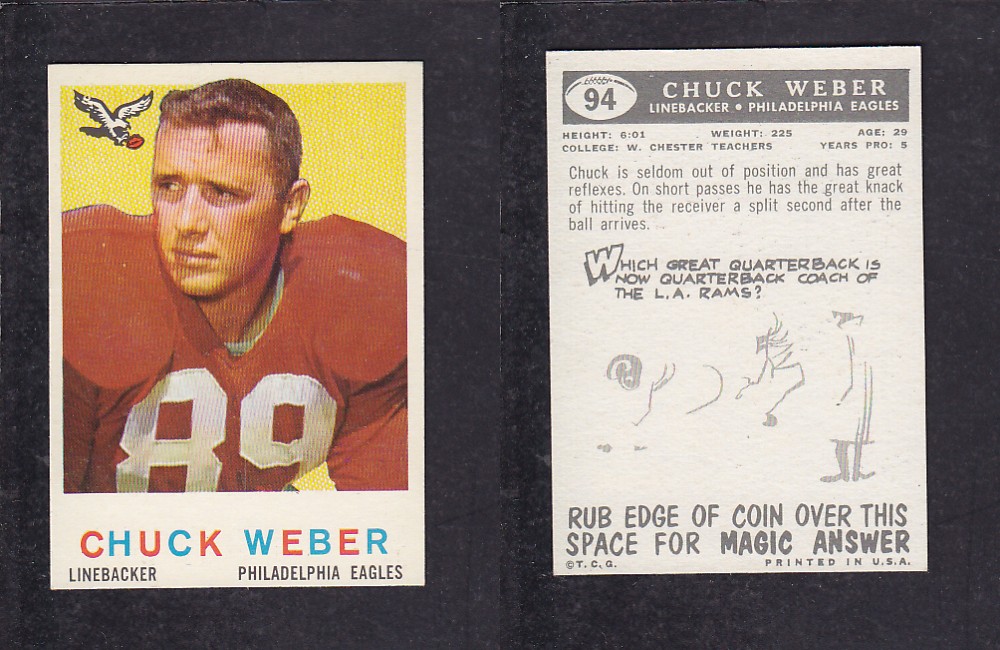 89
CHUCK WEBER
LINEBACKER PHILADELPHIA EAGLES
94
CHUCK WEBER
LINEBACKER • PHILADELPHIA EAGLES
HEIGHT: 6:01 WEIGHT: 225 AGE: 29
COLLEGE: W. CHESTER TEACHERS YEARS PRO: 5
Chuck is seldom out of position and has great
reflexes. On short passes he has the great knack
of hitting the receiver a split second after the
ball arrives.
WHICH GREAT QUARTERBACK IS
NOW QUARTERBACK COACH OF
THE L.A. RAMS?
RUB EDGE OF COIN OVER THIS
SPACE FOR MAGIC ANSWER
©T.C.G. PRINTED IN U.S.A.